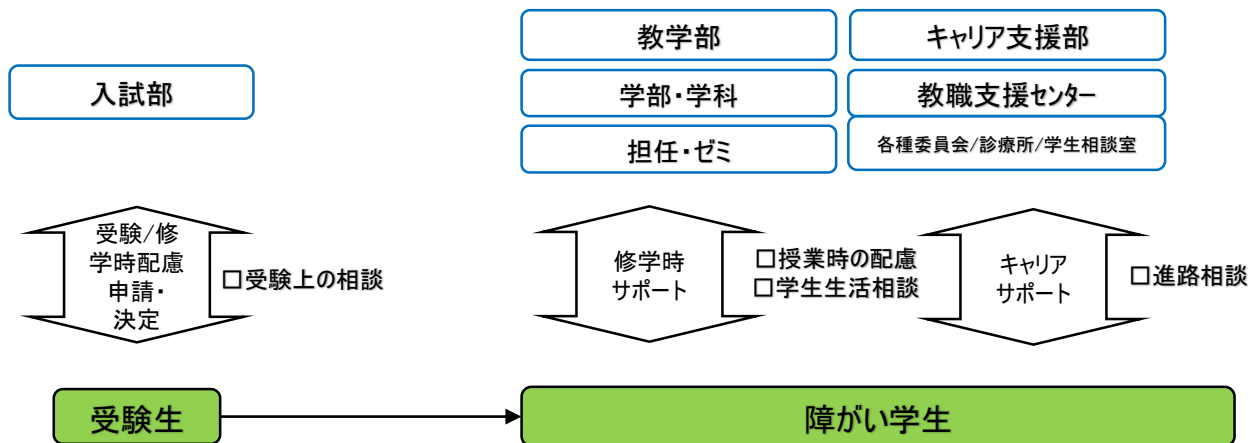 教学部
キャリア支援部
入試部
学部・学科
教職支援センター
担任・ゼミ
各種委員会/診療所/学生相談室
受験/修
学時配慮
申請・
決定
□受験上の相談
修学時
サポート
□授業時の配慮
□学生生活相談
キャリア
サポート
□進路相談
受験生
障がい学生